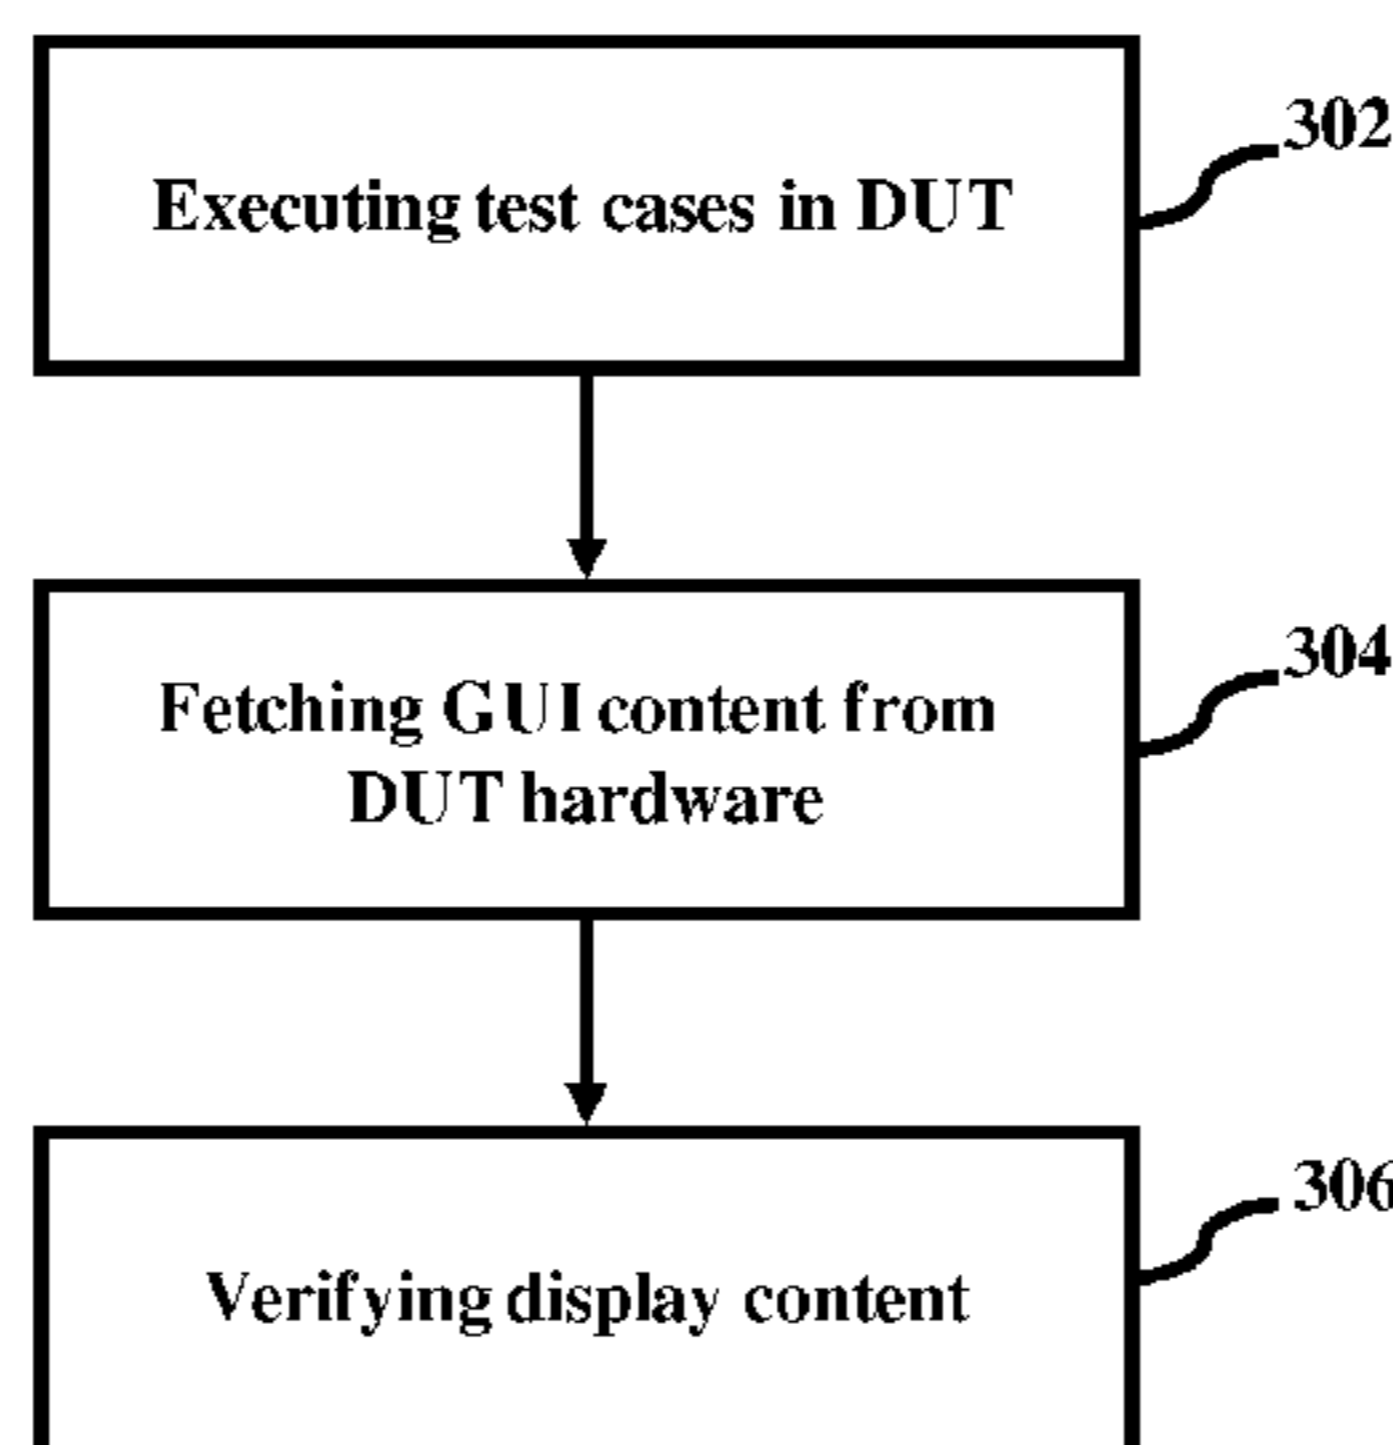 302
Executing test cases in DUT
304
Fetching GUI content from
DUT hardware
306
Verifying display content